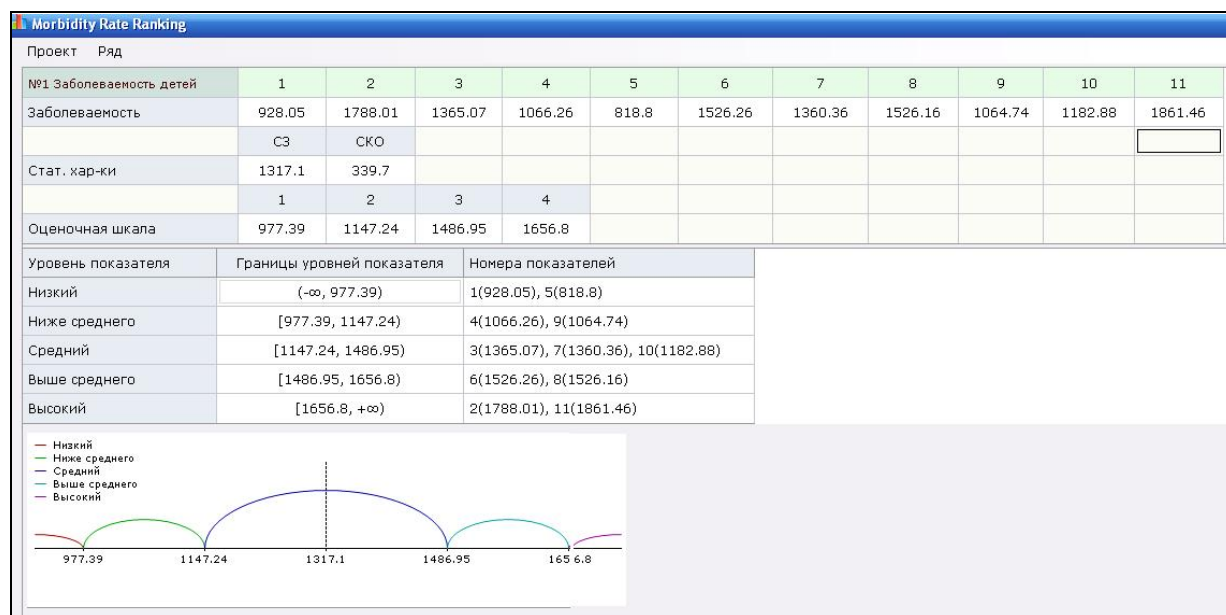 Morbidity Rate Ranking
Проект Ряд
№1 Заболеваемость детей 1 2 3 4 5 6 7 8 9 10 11
Заболеваемость 928.05 1788.01 1365.07 1066.26 818.8 1526.26 1360.36 1526.16 1064.74 1182.88 1861.46
СЗ СКО
Стат. хар-ки 1317.1 339.7
1 2 3 4
Оценочная шкала 977.39 1147.24 1486.95 1656.8
Уровень показателя Границы уровней показателя Номера показателей
Низкий (-∞, 977.39) 1(928.05), 5(818.8)
Ниже среднего [977.39, 1147.24) 4(1066.26), 9(1064.74)
Средний [1147.24, 1486.95) 3(1365.07), 7(1360.36), 10(1182.88)
Выше среднего [1486.95, 1656.8) 6(1526.26), 8(1526.16)
Высокий [1656.8, +∞) 2(1788.01), 11(1861.46)
Низкий
Ниже среднего
Средний
Выше среднего
Высокий
977.39 1147.24 1317.1 1486.95 165 6.8